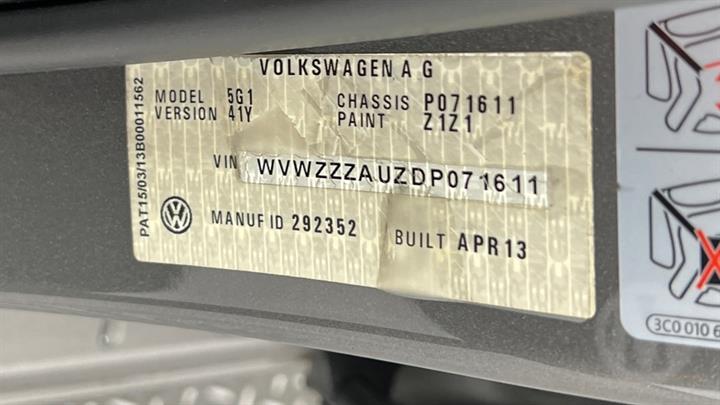 VOLKSWAGEN A G
MODEL 5G1 CHASSIS P071611
VERSION 41Y PAINT Z1Z1
VIN WVWZZZAUZDP071611
MANUF ID 292352 BUILT APR13
PAT15/03/13B00011562
3C0 010 6